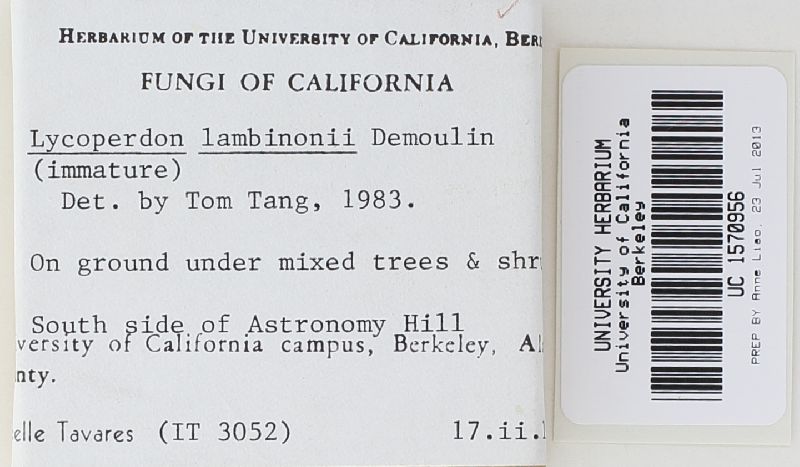 HERBARIUM OF THE UNIVERSITY OF CALIFORNIA, BER
FUNGI OF CALIFORNIA
Lycoperdon lambinonii Demoulin
(immature)
Det. by Tom Tang, 1983.
On ground under mixed trees & shr
South side of Astronomy Hill
versity of California campus, Berkeley, Al
nty.
elle Tavares (IT 3052) 17.ii.
UNIVERSITY HERBARIUM
University of California
Berkeley
UC 1570956
PREP BY Anne Liao, 23 Jul 2013